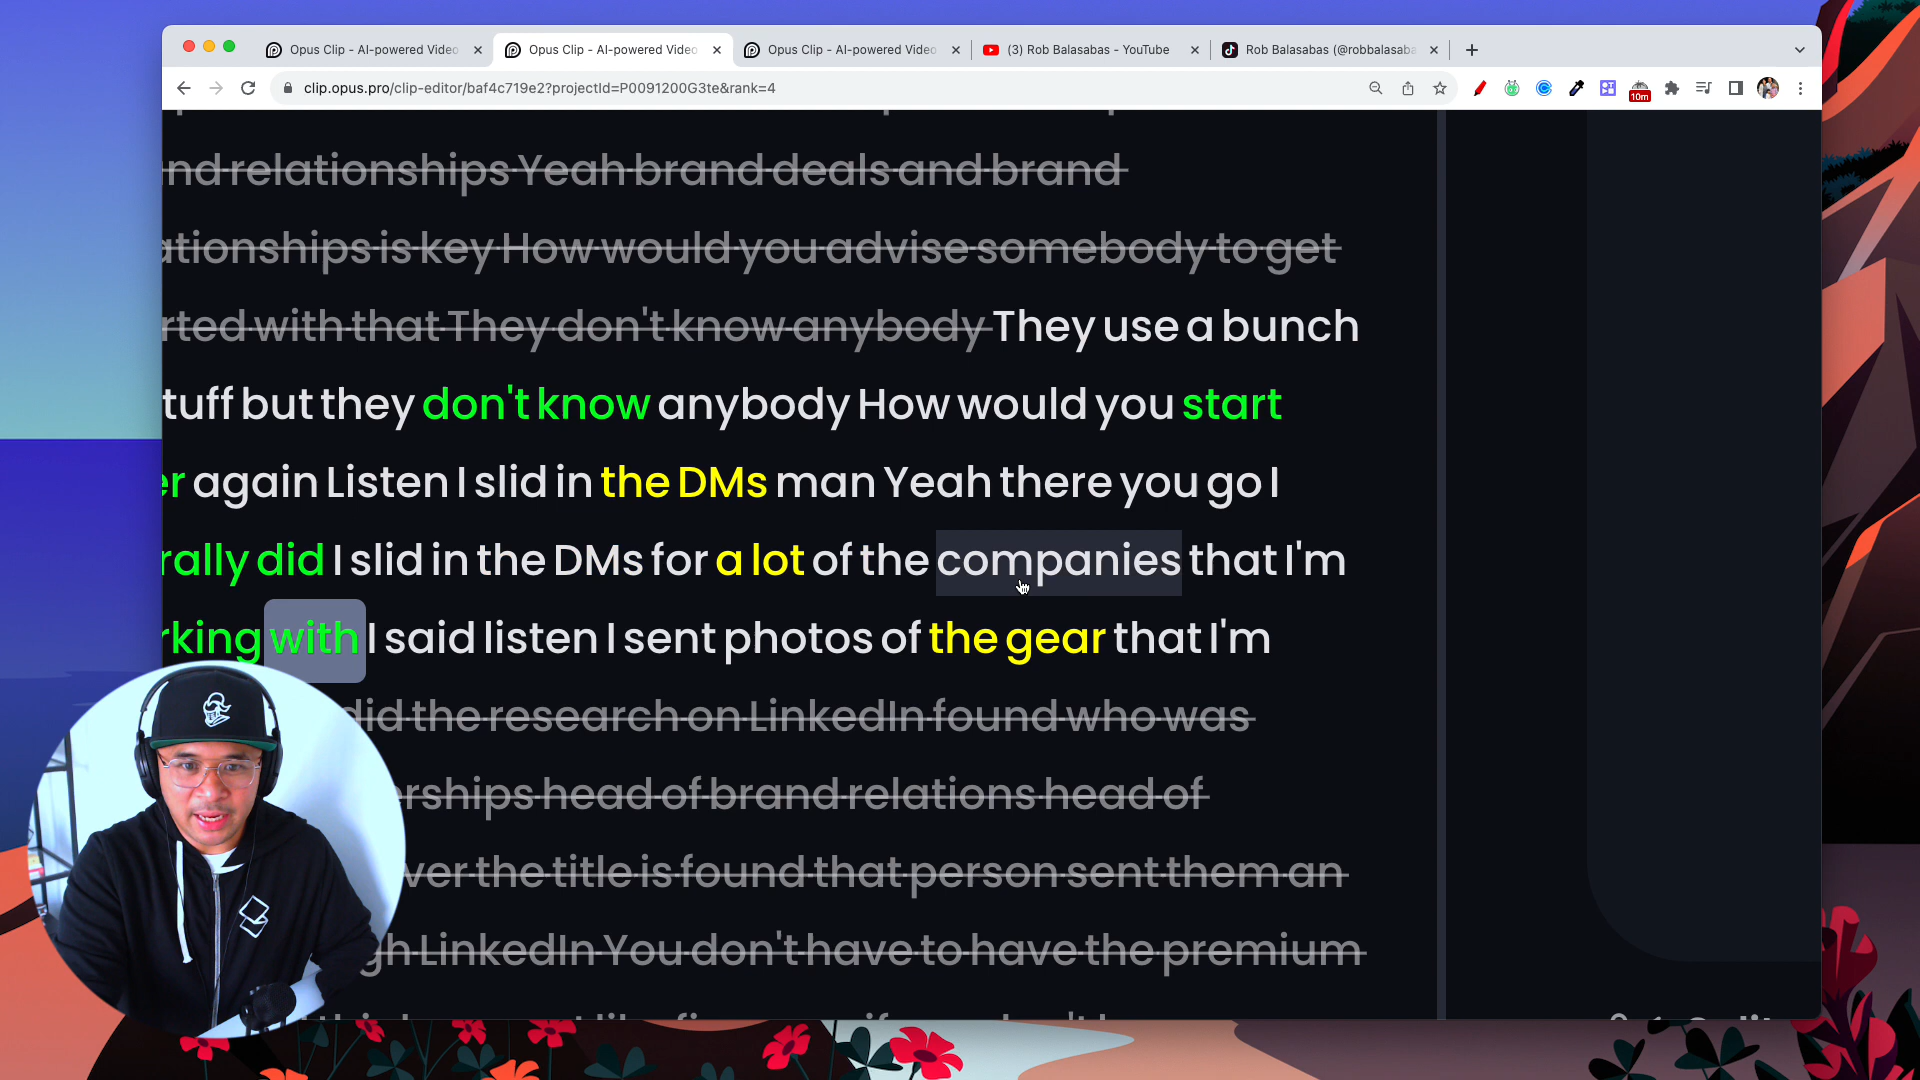 Opus Clip - AI-powered Video
Opus Clip - AI-powered Video
Opus Clip - AI-powered Video
(3) Rob Balasabas - YouTube
Rob Balasabas (@robbalasaba
clip.opus.pro/clip-editor/baf4c719e2?projectId=P0091200G3te&rank=4
10m
nd relationships Yeah brand deals and brand
ationships is key How would you advise somebody to get
rted with that They don't know anybody They use a bunch
tuff but they don't know anybody How would you start
er again Listen I slid in the DMs man Yeah there you go I
rally did I slid in the DMs for a lot of the companies that I'm
rking with I said listen I sent photos of the gear that I'm
did the research on LinkedIn found who was
erships head of brand relations head of
ver the title is found that person sent them an
gh LinkedIn You don't have to have the premium